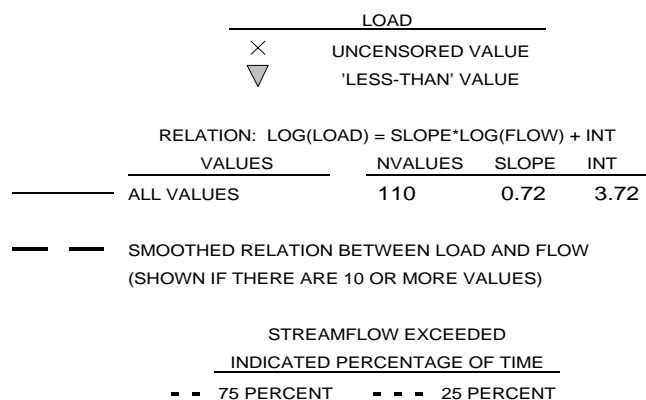 LOAD
UNCENSORED VALUE
'LESS-THAN' VALUE
RELATION: LOG(LOAD) = SLOPE*LOG(FLOW) + INT
VALUES NVALUES SLOPE INT
ALL VALUES 110 0.72 3.72
SMOOTHED RELATION BETWEEN LOAD AND FLOW
(SHOWN IF THERE ARE 10 OR MORE VALUES)
STREAMFLOW EXCEEDED
INDICATED PERCENTAGE OF TIME
75 PERCENT 25 PERCENT